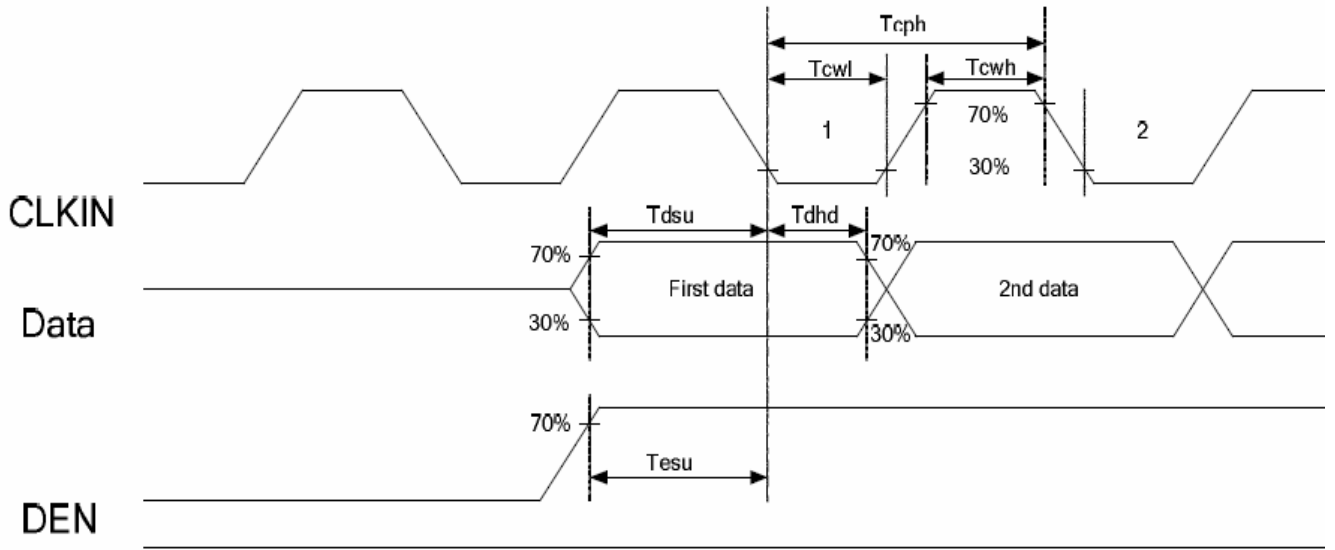 Tcph
Tcwl
Tcwh
1
70%
2
30%
CLKIN
Tdsu
Tdhd
70%
70%
First data
2nd data
Data
30%
30%
70%
Tesu
DEN